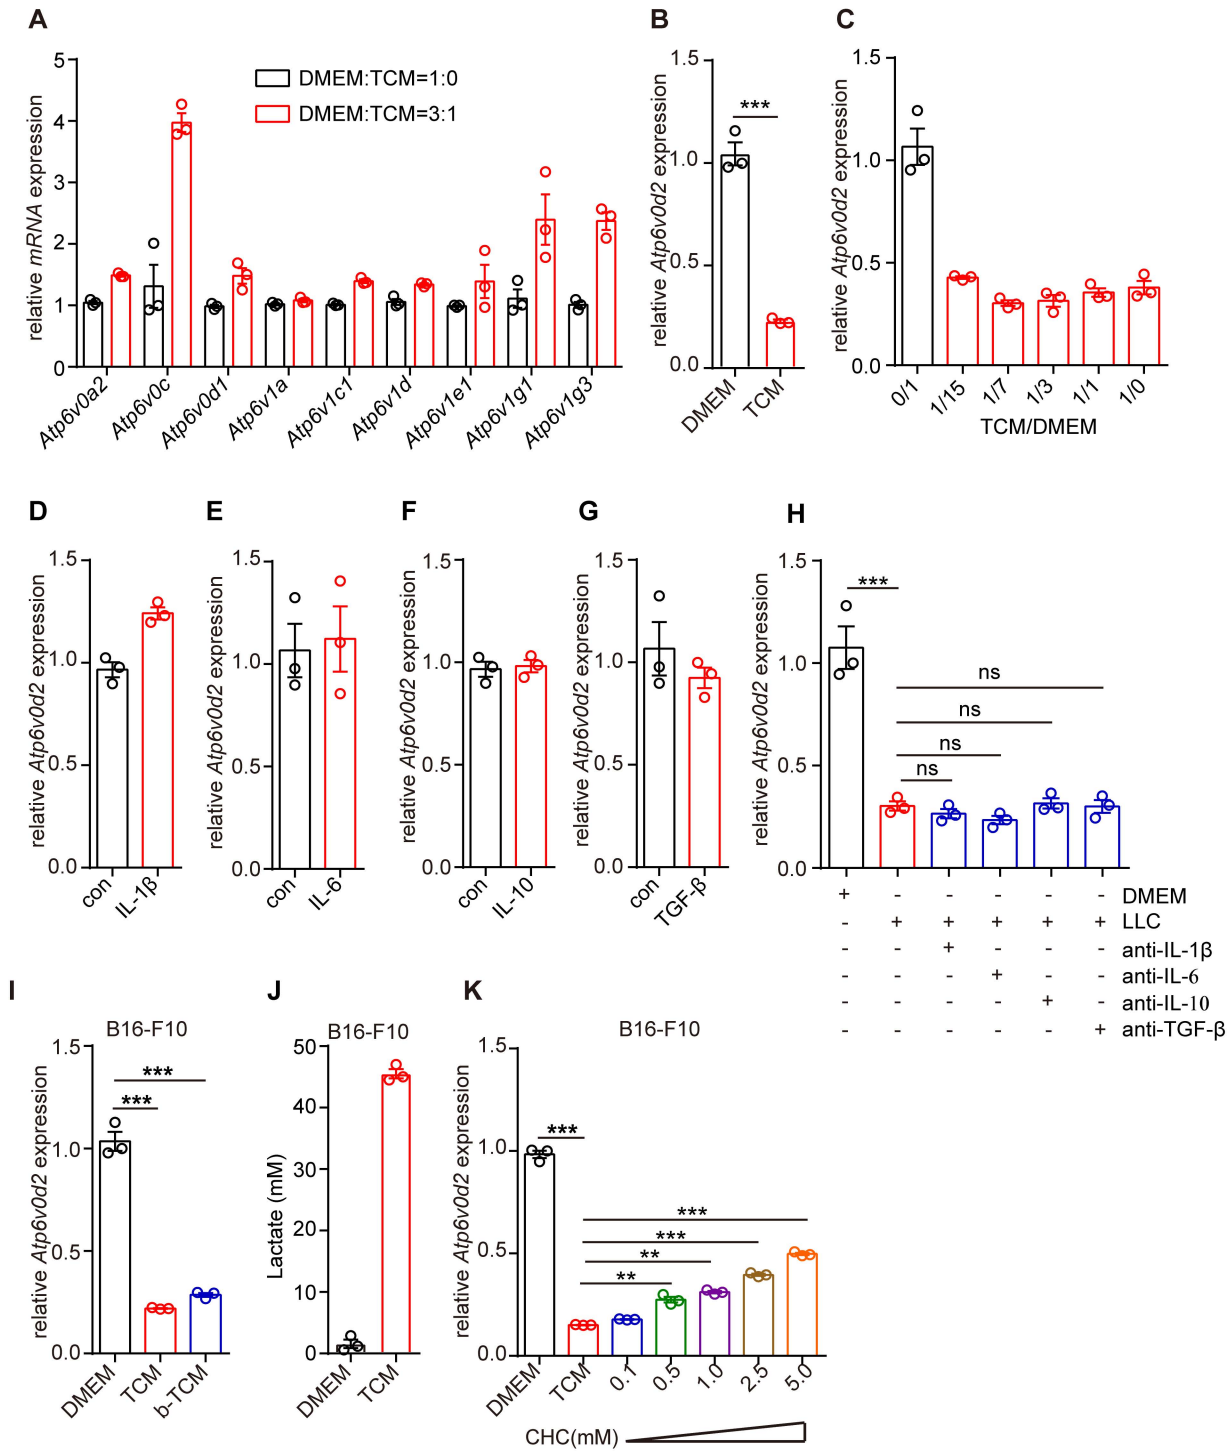 A
relative mRNA expression
5
4
3
2
1
0
DMEM:TCM=1:0
DMEM:TCM=3:1
Atp6v0a2
Atp6v0c
Atp6v0d1
Atp6v1a
Atp6v1c1
Atp6v1d
Atp6v1e1
Atp6v1g1
Atp6v1g3
B
relative Atp6v0d2 expression
1.5
1.0
0.5
0.0
***
DMEM
TCM
C
relative Atp6v0d2 expression
1.5
1.0
0.5
0.0
0/1
1/15
1/7
1/3
1/1
1/0
TCM/DMEM
D
relative Atp6v0d2 expression
1.5
1.0
0.5
0.0
con
IL-1β
E
relative Atp6v0d2 expression
1.5
1.0
0.5
0.0
con
IL-6
F
relative Atp6v0d2 expression
1.5
1.0
0.5
0.0
con
IL-10
G
relative Atp6v0d2 expression
1.5
1.0
0.5
0.0
con
TGF-β
H
relative Atp6v0d2 expression
1.5
1.0
0.5
0.0
***
ns
ns
ns
ns
+ - - - - - DMEM
- + + + + + LLC
- - + - - - anti-IL-1β
- - - + - - anti-IL-6
- - - - + - anti-IL-10
- - - - - + anti-TGF-β
I
B16-F10
relative Atp6v0d2 expression
1.5
1.0
0.5
0.0
***
***
DMEM
TCM
b-TCM
J
B16-F10
Lactate (mM)
50
40
30
20
10
0
DMEM
TCM
K
B16-F10
relative Atp6v0d2 expression
1.5
1.0
0.5
0.0
***
***
***
**
**
DMEM
TCM
0.1
0.5
1.0
2.5
5.0
CHC(mM)